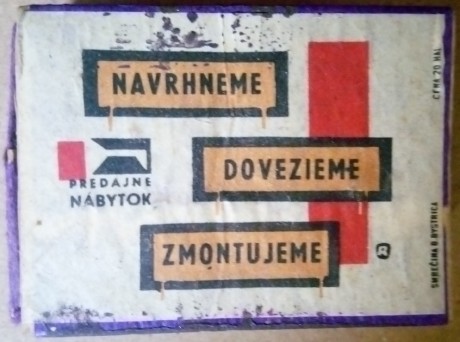 NAVRHNEME
DOVEZIEME
ZMONTUJEME
PREDAJNE
NÁBYTOK
CENA 20 HAL.
SMREČINA B. BYSTRICA